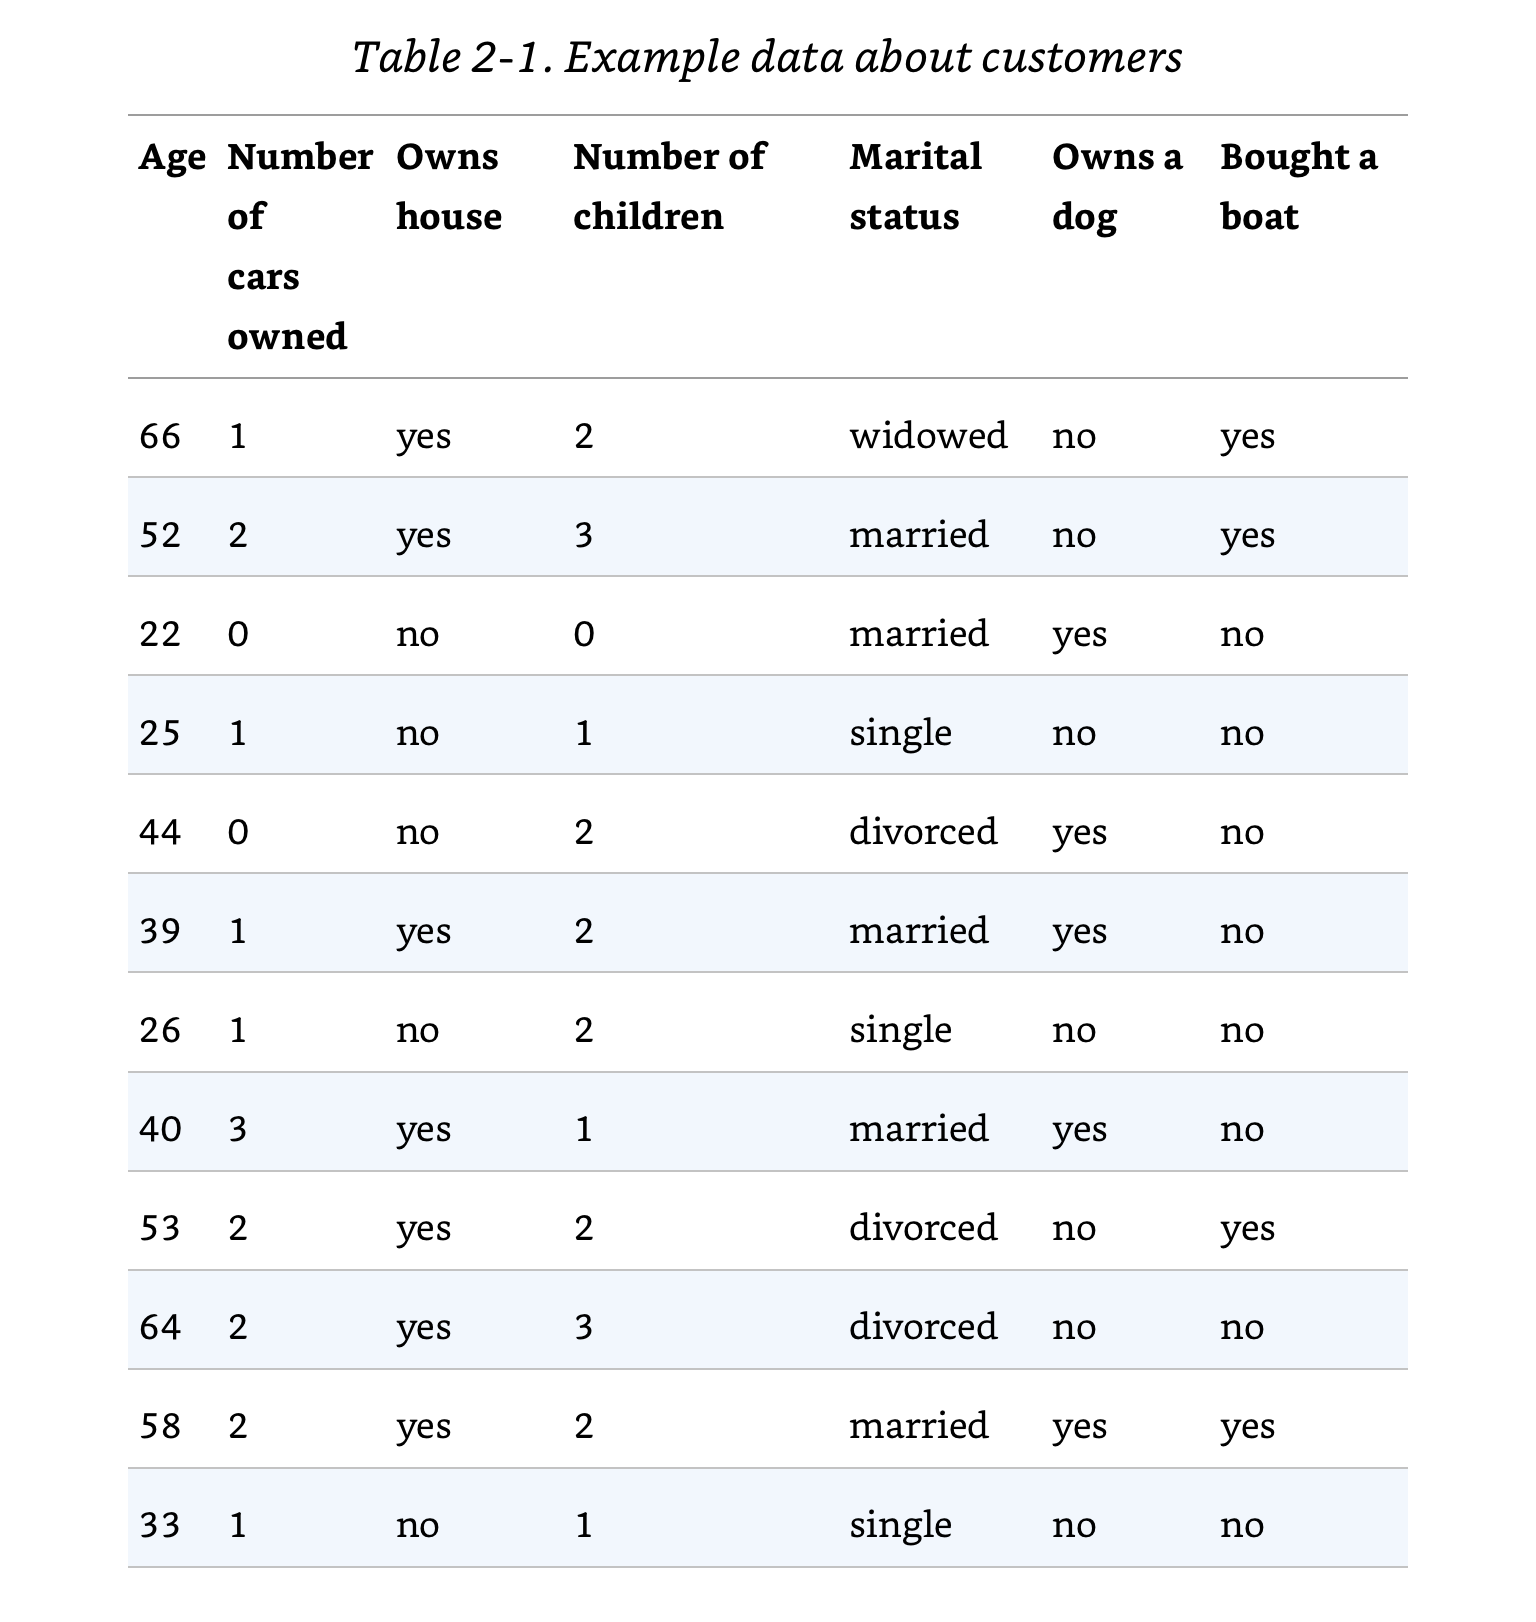 Table 2-1. Example data about customers
Age Number of cars owned Owns house Number of children Marital status Owns a dog Bought a boat
66 1 yes 2 widowed no yes
52 2 yes 3 married no yes
22 0 no 0 married yes no
25 1 no 1 single no no
44 0 no 2 divorced yes no
39 1 yes 2 married yes no
26 1 no 2 single no no
40 3 yes 1 married yes no
53 2 yes 2 divorced no yes
64 2 yes 3 divorced no no
58 2 yes 2 married yes yes
33 1 no 1 single no no